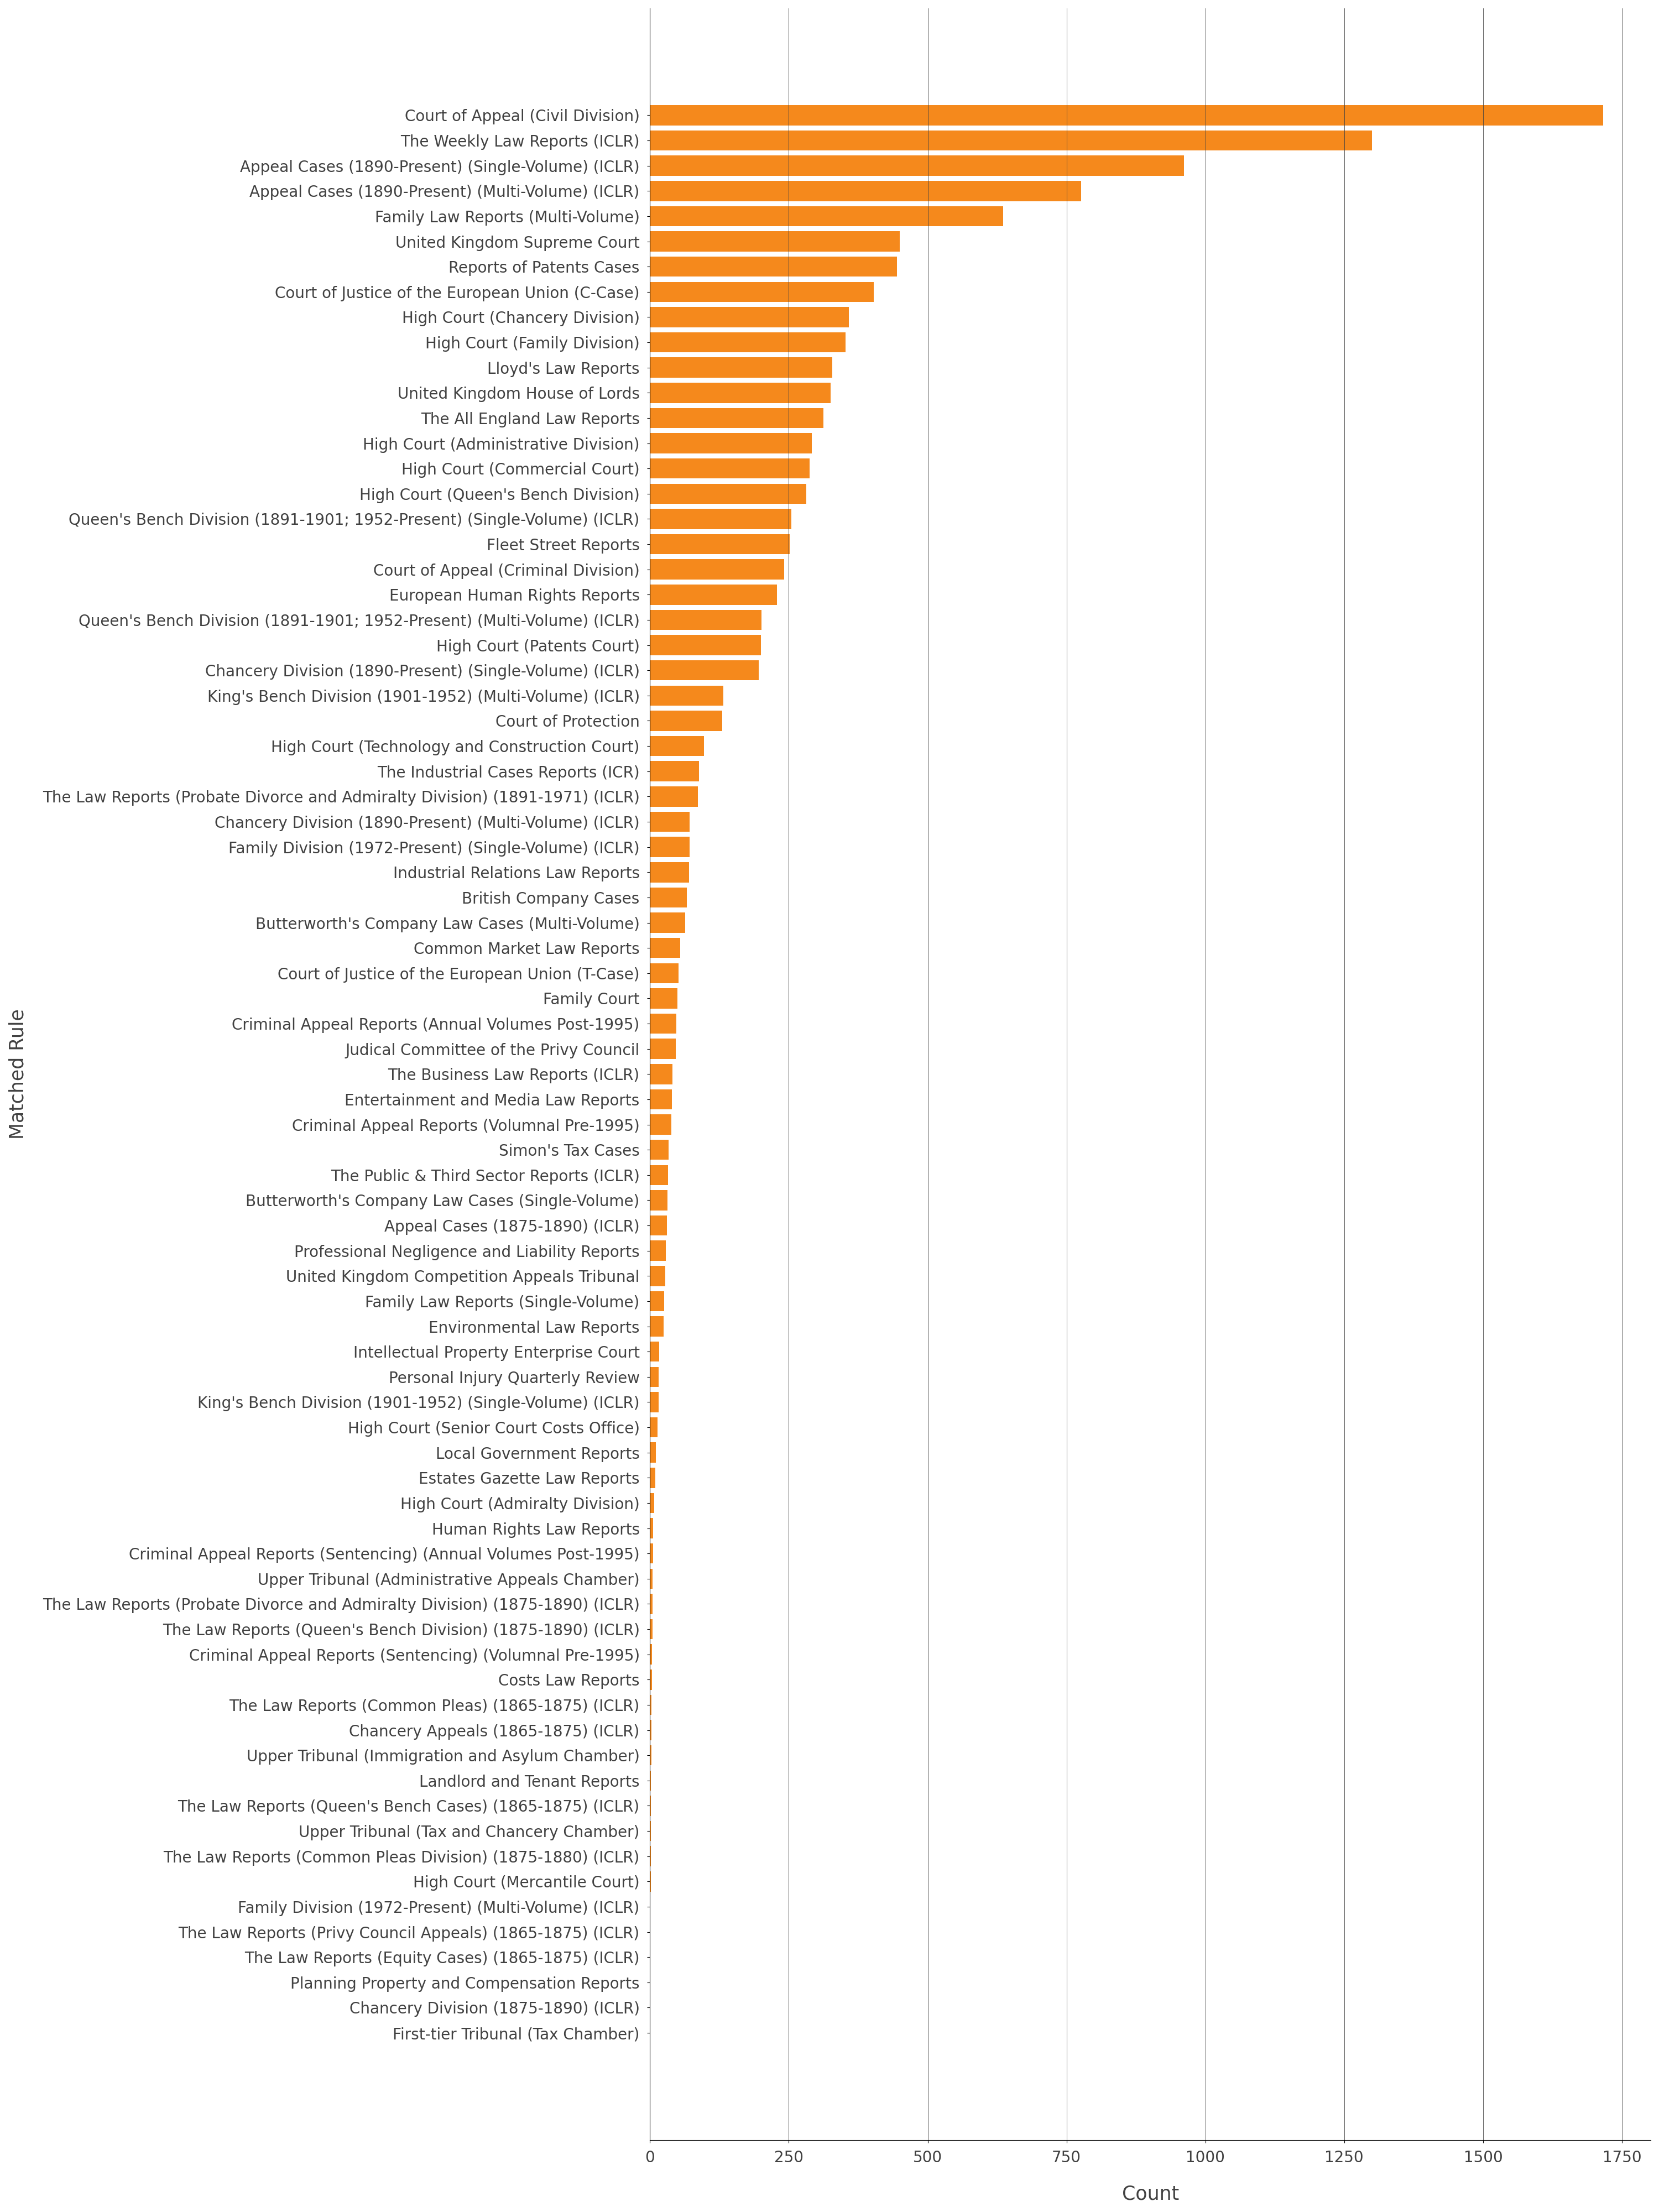 Court of Appeal (Civil Division)
The Weekly Law Reports (ICLR)
Appeal Cases (1890-Present) (Single-Volume) (ICLR)
Appeal Cases (1890-Present) (Multi-Volume) (ICLR)
Family Law Reports (Multi-Volume)
United Kingdom Supreme Court
Reports of Patents Cases
Court of Justice of the European Union (C-Case)
High Court (Chancery Division)
High Court (Family Division)
Lloyd's Law Reports
United Kingdom House of Lords
The All England Law Reports
High Court (Administrative Division)
High Court (Commercial Court)
High Court (Queen's Bench Division)
Queen's Bench Division (1891-1901; 1952-Present) (Single-Volume) (ICLR)
Fleet Street Reports
Court of Appeal (Criminal Division)
European Human Rights Reports
Queen's Bench Division (1891-1901; 1952-Present) (Multi-Volume) (ICLR)
High Court (Patents Court)
Chancery Division (1890-Present) (Single-Volume) (ICLR)
King's Bench Division (1901-1952) (Multi-Volume) (ICLR)
Court of Protection
High Court (Technology and Construction Court)
The Industrial Cases Reports (ICR)
The Law Reports (Probate Divorce and Admiralty Division) (1891-1971) (ICLR)
Chancery Division (1890-Present) (Multi-Volume) (ICLR)
Family Division (1972-Present) (Single-Volume) (ICLR)
Industrial Relations Law Reports
British Company Cases
Butterworth's Company Law Cases (Multi-Volume)
Common Market Law Reports
Court of Justice of the European Union (T-Case)
Family Court
Criminal Appeal Reports (Annual Volumes Post-1995)
Judical Committee of the Privy Council
The Business Law Reports (ICLR)
Entertainment and Media Law Reports
Criminal Appeal Reports (Volumnal Pre-1995)
Simon's Tax Cases
The Public & Third Sector Reports (ICLR)
Butterworth's Company Law Cases (Single-Volume)
Appeal Cases (1875-1890) (ICLR)
Professional Negligence and Liability Reports
United Kingdom Competition Appeals Tribunal
Family Law Reports (Single-Volume)
Environmental Law Reports
Intellectual Property Enterprise Court
Personal Injury Quarterly Review
King's Bench Division (1901-1952) (Single-Volume) (ICLR)
High Court (Senior Court Costs Office)
Local Government Reports
Estates Gazette Law Reports
High Court (Admiralty Division)
Human Rights Law Reports
Criminal Appeal Reports (Sentencing) (Annual Volumes Post-1995)
Upper Tribunal (Administrative Appeals Chamber)
The Law Reports (Probate Divorce and Admiralty Division) (1875-1890) (ICLR)
The Law Reports (Queen's Bench Division) (1875-1890) (ICLR)
Criminal Appeal Reports (Sentencing) (Volumnal Pre-1995)
Costs Law Reports
The Law Reports (Common Pleas) (1865-1875) (ICLR)
Chancery Appeals (1865-1875) (ICLR)
Upper Tribunal (Immigration and Asylum Chamber)
Landlord and Tenant Reports
The Law Reports (Queen's Bench Cases) (1865-1875) (ICLR)
Upper Tribunal (Tax and Chancery Chamber)
The Law Reports (Common Pleas Division) (1875-1880) (ICLR)
High Court (Mercantile Court)
Family Division (1972-Present) (Multi-Volume) (ICLR)
The Law Reports (Privy Council Appeals) (1865-1875) (ICLR)
The Law Reports (Equity Cases) (1865-1875) (ICLR)
Planning Property and Compensation Reports
Chancery Division (1875-1890) (ICLR)
First-tier Tribunal (Tax Chamber)
Matched Rule
0 250 500 750 1000 1250 1500 1750
Count